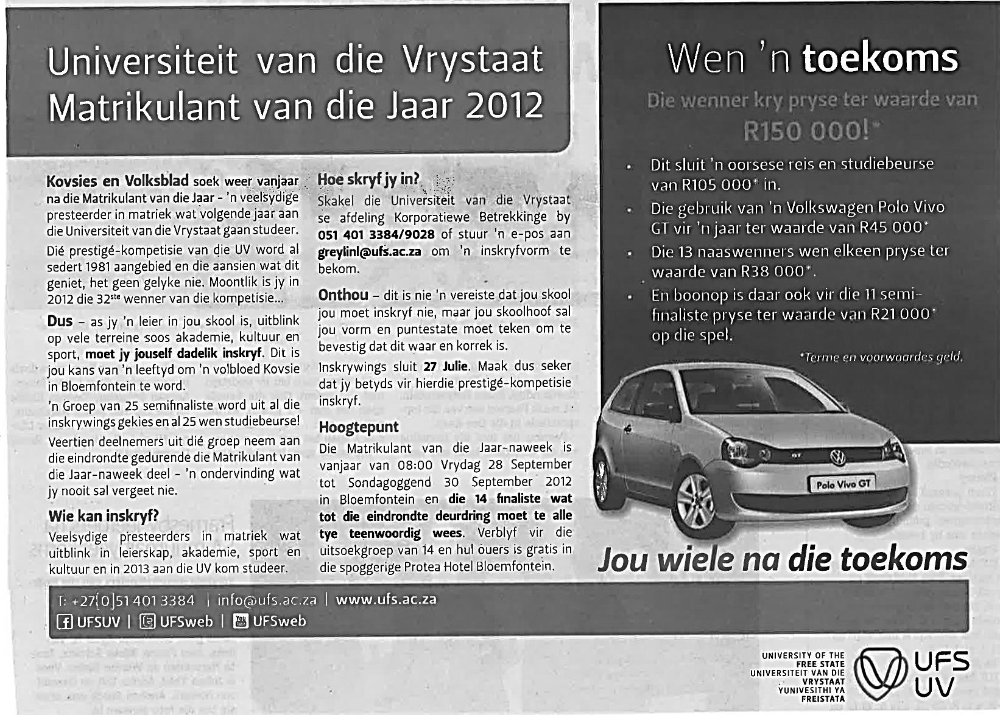 Universiteit van die Vrystaat
Matrikulant van die Jaar 2012
Kovsies en Volksblad soek weer vanjaar
na die Matrikulant van die Jaar – 'n veelsydige
presteerder in matriek wat volgende jaar aan
die Universiteit van die Vrystaat gaan studeer.
Dié prestigé-kompetisie van die UV word al
sedert 1981 aangebied en die aansien wat dit
geniet, het geen gelyke nie. Moontlik is jy in
2012 die 32ste wenner van die kompetisie...
Dus – as jy 'n leier in jou skool is, uitblink
op vele terreine soos akademie, kultuur en
sport, moet jy jouself dadelik inskryf. Dit is
jou kans van 'n leeftyd om 'n volbloed Kovsie
in Bloemfontein te word.
'n Groep van 25 semifinaliste word uit al die
inskrywings gekies en al 25 wen studiebeurse!
Veertien deelnemers uit dié groep neem aan
die eindrondte gedurende die Matrikulant van
die Jaar-naweek deel – 'n ondervinding wat
jy nooit sal vergeet nie.
Wie kan inskryf?
Veelsydige presteerders in matriek wat
uitblink in leierskap, akademie, sport en
kultuur en in 2013 aan die UV kom studeer.
Hoe skryf jy in?
Skakel die Universiteit van die Vrystaat
se afdeling Korporatiewe Betrekkinge by
051 401 3384/9028 of stuur 'n e-pos aan
greylinl@ufs.ac.za om 'n inskryfvorm te
bekom.
Onthou – dit is nie 'n vereiste dat jou skool
jou moet inskryf nie, maar jou skoolhoof sal
jou vorm en puntestate moet teken om te
bevestig dat dit waar en korrek is.
Inskrywings sluit 27 Julie. Maak dus seker
dat jy betyds vir hierdie prestigé-kompetisie
inskryf.
Hoogtepunt
Die Matrikulant van die Jaar-naweek is
vanjaar van 08:00 Vrydag 28 September
tot Sondagoggend 30 September 2012
in Bloemfontein en die 14 finaliste wat
tot die eindrondte deurdring moet te alle
tye teenwoordig wees. Verblyf vir die
uitsoekgroep van 14 en hul ouers is gratis in
die spoggerige Protea Hotel Bloemfontein.
Wen 'n toekoms
Die wenner kry pryse ter waarde van
R150 000!*
• Dit sluit 'n oorsese reis en studiebeurse
van R105 000* in.
• Die gebruik van 'n Volkswagen Polo Vivo
GT vir 'n jaar ter waarde van R45 000*
• Die 13 naaswenners wen elkeen pryse ter
waarde van R38 000*.
• En boonop is daar ook vir die 11 semi-
finaliste pryse ter waarde van R21 000*
op die spel.
*Terme en voorwaardes geld.
GT
Polo Vivo GT
Jou wiele na die toekoms
T: +27(0)51 401 3384 | info@ufs.ac.za | www.ufs.ac.za
f UFSUV | UFSweb | You UFSweb
UNIVERSITY OF THE
FREE STATE
UNIVERSITEIT VAN DIE
VRYSTAAT
YUNIVESITHI YA
FREISTATA
UFS
UV